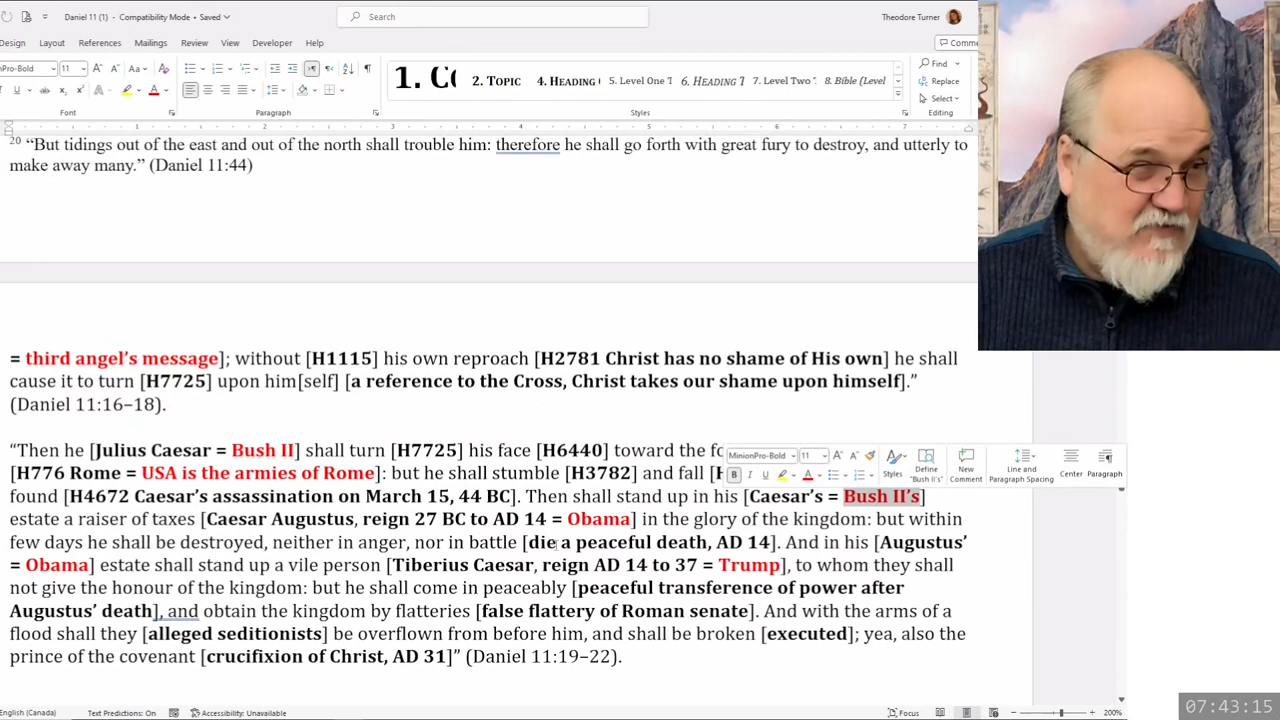 Daniel 11 (1) - Compatibility Mode • Saved
Search
Theodore Turner
Design Layout References Mailings Review View Developer Help
nPro-Bold 11
Find
Replace
Select
1. 2. TOPIC 4. HEADING 5. Level One 6. HEADING 7. Level Two 8. Bible (Level
Font Paragraph Styles Editing
20 “But tidings out of the east and out of the north shall trouble him: therefore he shall go forth with great fury to destroy, and utterly to
make away many.” (Daniel 11:44)
= third angel’s message]; without [H1115] his own reproach [H2781 Christ has no shame of His own] he shall
cause it to turn [H7725] upon him[self] [a reference to the Cross, Christ takes our shame upon himself].”
(Daniel 11:16–18).
“Then he [Julius Caesar = Bush II] shall turn [H7725] his face [H6440] toward the
[H776 Rome = USA is the armies of Rome]: but he shall stumble [H3782] and fall
found [H4672 Caesar’s assassination on March 15, 44 BC]. Then shall stand up in his [Caesar’s = Bush II’s]
estate a raiser of taxes [Caesar Augustus, reign 27 BC to AD 14 = Obama] in the glory of the kingdom: but within
few days he shall be destroyed, neither in anger, nor in battle [die a peaceful death, AD 14]. And in his [Augustus’
= Obama] estate shall stand up a vile person [Tiberius Caesar, reign AD 14 to 37 = Trump], to whom they shall
not give the honour of the kingdom: but he shall come in peaceably [peaceful transference of power after
Augustus’ death], and obtain the kingdom by flatteries [false flattery of Roman senate]. And with the arms of a
flood shall they [alleged seditionists] be overflown from before him, and shall be broken [executed]; yea, also the
prince of the covenant [crucifixion of Christ, AD 31]” (Daniel 11:19–22).
MinionPro-Bold 11
Styles
Define "Bush II's"
New Comment
Line and Paragraph Spacing
Center
Paragraph
English (Canada) Text Predictions: On Accessibility: Unavailable Focus 200%
07:43:15